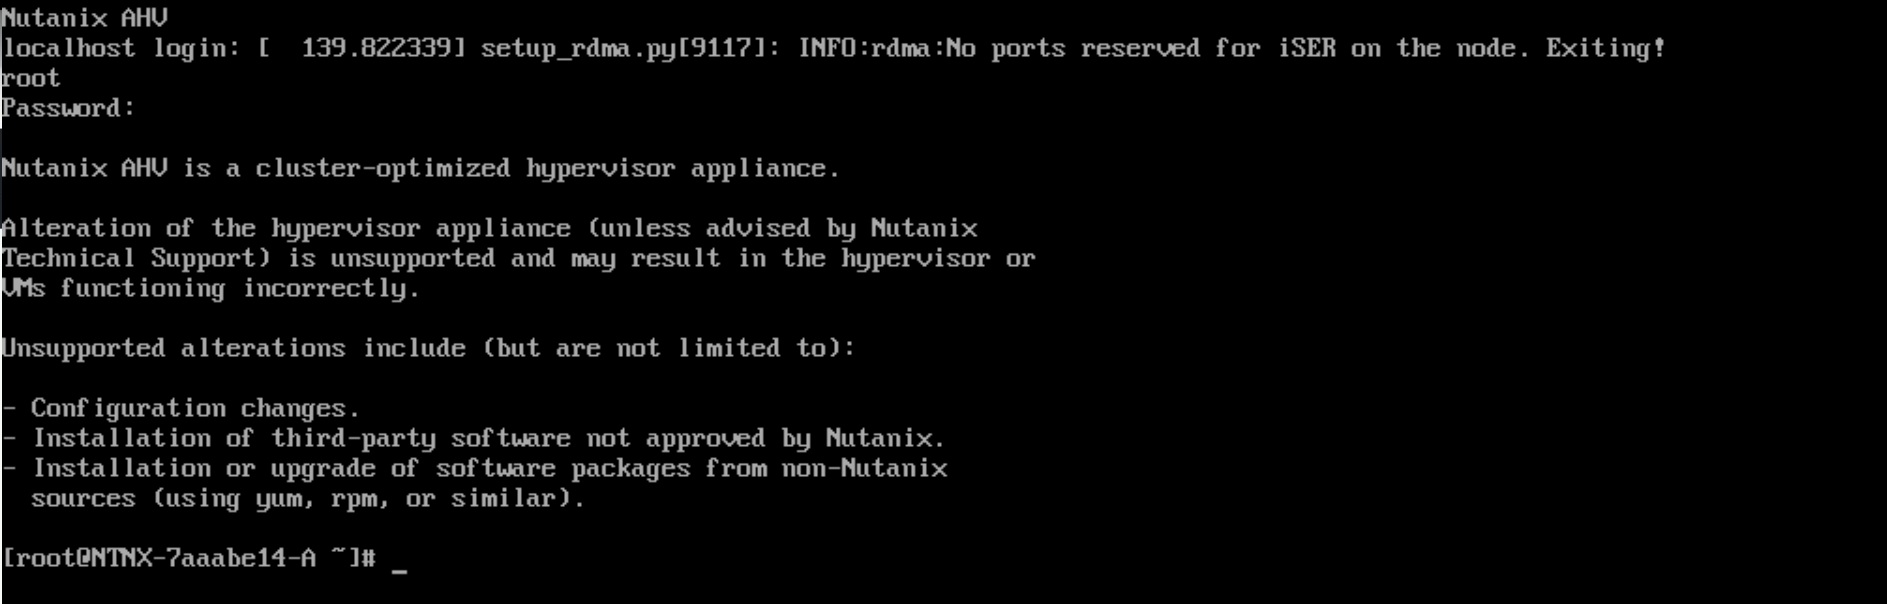 Nutanix AHV
localhost login: [  139.822339] setup_rdma.py[9117]: INFO:rdma:No ports reserved for iSER on the node. Exiting!
root
Password:
Nutanix AHV is a cluster-optimized hypervisor appliance.
Alteration of the hypervisor appliance (unless advised by Nutanix
Technical Support) is unsupported and may result in the hypervisor or
VMs functioning incorrectly.
Unsupported alterations include (but are not limited to):
- Configuration changes.
- Installation of third-party software not approved by Nutanix.
- Installation or upgrade of software packages from non-Nutanix
  sources (using yum, rpm, or similar).
[root@NTNX-7aaabe14-A ~]# _